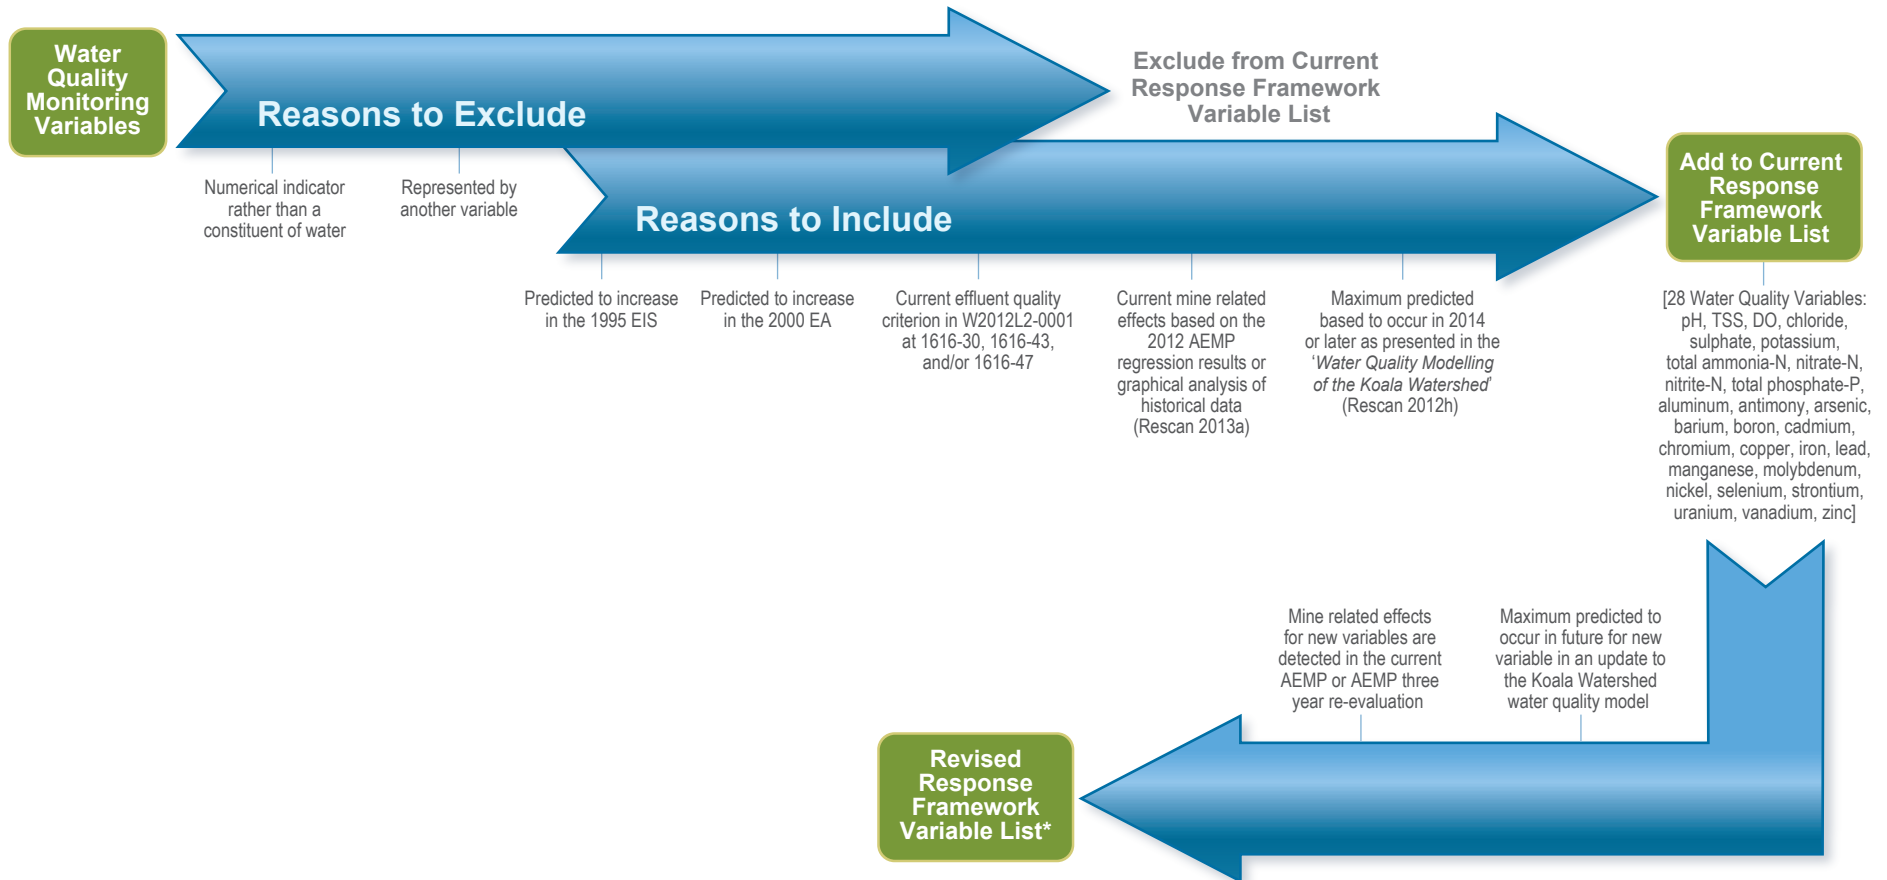 Water
Quality
Monitoring
Variables
Reasons to Exclude
Exclude from Current
Response Framework
Variable List
Numerical indicator
rather than a
constituent of water
Represented by
another variable
Reasons to Include
Add to Current
Response
Framework
Variable List
Predicted to increase
in the 1995 EIS
Predicted to increase
in the 2000 EA
Current effluent quality
criterion in W2012L2-0001
at 1616-30, 1616-43,
and/or 1616-47
Current mine related
effects based on the
2012 AEMP
regression results or
graphical analysis of
historical data
(Rescan 2013a)
Maximum predicted
based to occur in 2014
or later as presented in the
‘Water Quality Modelling
of the Koala Watershed’
(Rescan 2012h)
[28 Water Quality Variables:
pH, TSS, DO, chloride,
sulphate, potassium,
total ammonia-N, nitrate-N,
nitrite-N, total phosphate-P,
aluminum, antimony, arsenic,
barium, boron, cadmium,
chromium, copper, iron, lead,
manganese, molybdenum,
nickel, selenium, strontium,
uranium, vanadium, zinc]
Mine related effects
for new variables are
detected in the current
AEMP or AEMP three
year re-evaluation
Maximum predicted to
occur in future for new
variable in an update to
the Koala Watershed
water quality model
Revised
Response
Framework
Variable List*